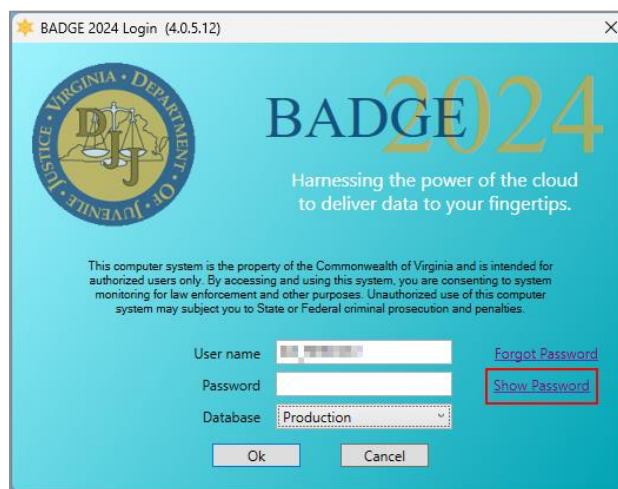 BADGE 2024 Login (4.0.5.12)
VIRGINIA • DEPARTMENT • OF • JUVENILE • JUSTICE •
DJJ
BADGE 2024
Harnessing the power of the cloud
to deliver data to your fingertips.
This computer system is the property of the Commonwealth of Virginia and is intended for
authorized users only. By accessing and using this system, you are consenting to system
monitoring for law enforcement and other purposes. Unauthorized use of this computer
system may subject you to State or Federal criminal prosecution and penalties.
User name
Forgot Password
Password
Show Password
Database Production
Ok Cancel